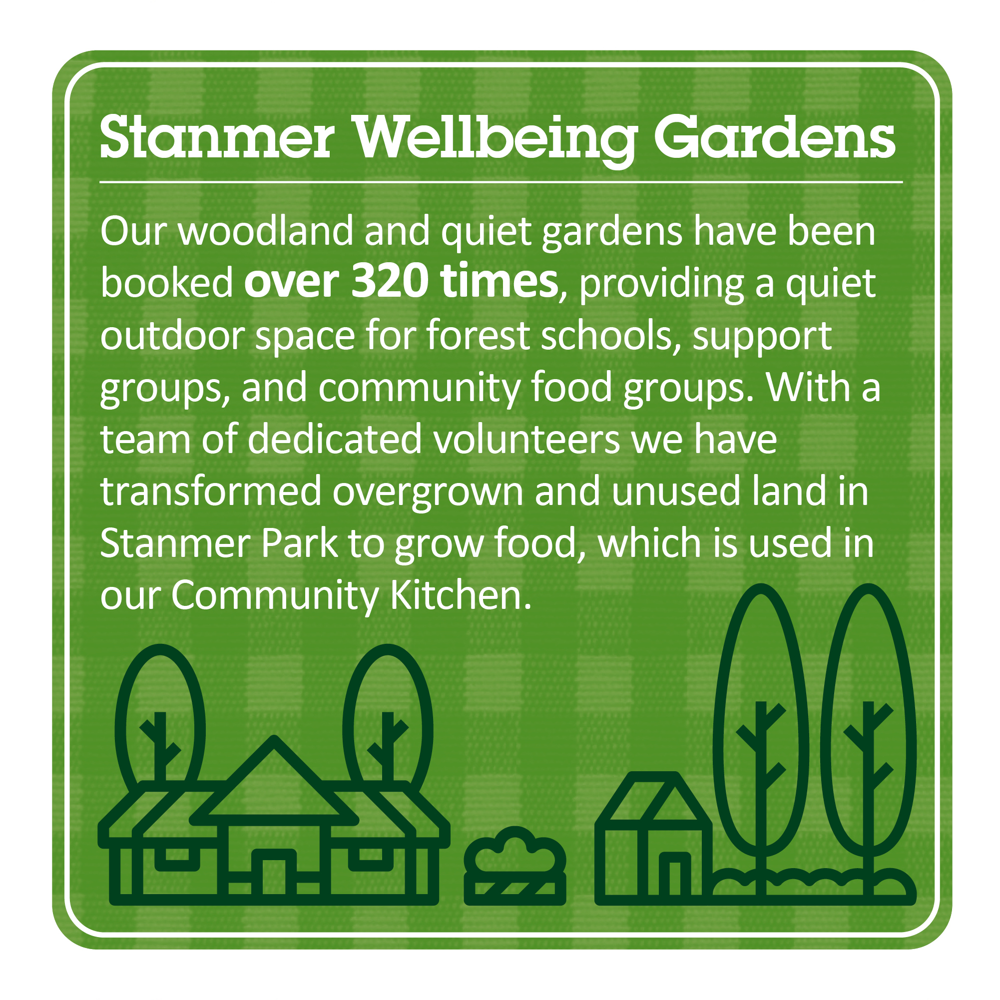 Stanmer Wellbeing Gardens
Our woodland and quiet gardens have been
booked over 320 times, providing a quiet
outdoor space for forest schools, support
groups, and community food groups. With a
team of dedicated volunteers we have
transformed overgrown and unused land in
Stanmer Park to grow food, which is used in
our Community Kitchen.